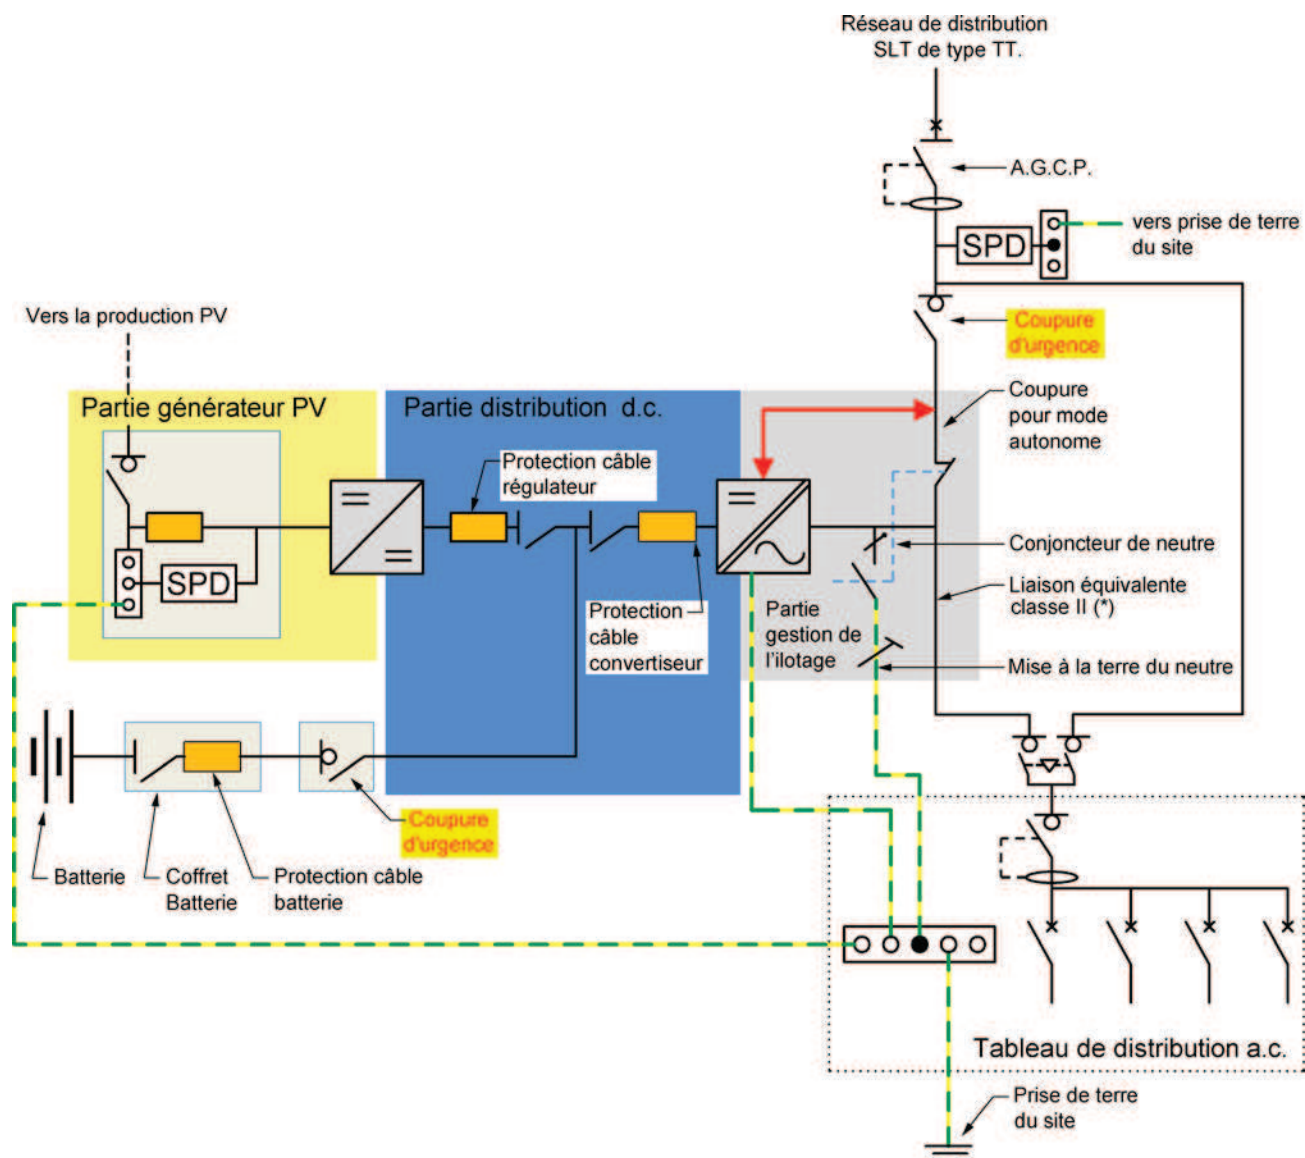 Réseau de distribution
SLT de type TT.
A.G.C.P.
vers prise de terre
du site
SPD
Vers la production PV
Coupure
d'urgence
Coupure
pour mode
autonome
Partie générateur PV
Partie distribution d.c.
Protection câble
régulateur
SPD
Conjoncteur de neutre
Liaison équivalente
classe II (*)
Protection
câble
convertiseur
Partie
gestion de
l'ilotage
Mise à la terre du neutre
Coupure
d'urgence
Batterie
Coffret
Batterie
Protection câble
batterie
Tableau de distribution a.c.
Prise de terre
du site